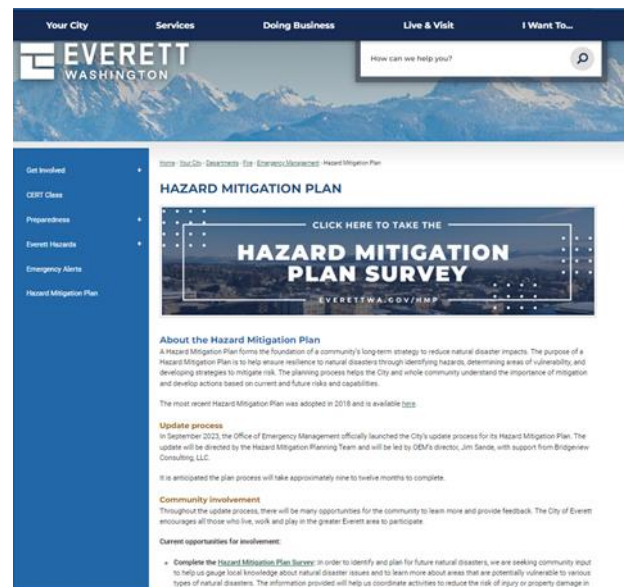 Your City Services Doing Business Live & Visit I Want To...
EVERETT
WASHINGTON
How can we help you?
Get Involved +
CERT Class
Preparedness +
Everett Hazards +
Emergency Alerts
Hazard Mitigation Plan
Home · Your City · Departments · Fire · Emergency Management · Hazard Mitigation Plan
HAZARD MITIGATION PLAN
CLICK HERE TO TAKE THE
HAZARD MITIGATION
PLAN SURVEY
EVERETTWA.GOV/HMP
About the Hazard Mitigation Plan
A Hazard Mitigation Plan forms the foundation of a community's long-term strategy to reduce natural disaster impacts. The purpose of a
Hazard Mitigation Plan is to help ensure resilience to natural disasters through identifying hazards, determining areas of vulnerability, and
developing strategies to mitigate risk. The planning process helps the City and whole community understand the importance of mitigation
and develop actions based on current and future risks and capabilities.
The most recent Hazard Mitigation Plan was adopted in 2018 and is available here.
Update process
In September 2023, the Office of Emergency Management officially launched the City's update process for its Hazard Mitigation Plan. The
update will be directed by the Hazard Mitigation Planning Team and will be led by OEM's director, Jim Sande, with support from Bridgeview
Consulting, LLC.
It is anticipated the plan process will take approximately nine to twelve months to complete.
Community involvement
Throughout the update process, there will be many opportunities for the community to learn more and provide feedback. The City of Everett
encourages all those who live, work and play in the greater Everett area to participate.
Current opportunities for involvement:
• Complete the Hazard Mitigation Plan Survey: In order to identify and plan for future natural disasters, we are seeking community input
to help us gauge local knowledge about natural disaster issues and to learn more about areas that are potentially vulnerable to various
types of natural disasters. The information provided will help us coordinate activities to reduce the risk of injury or property damage in